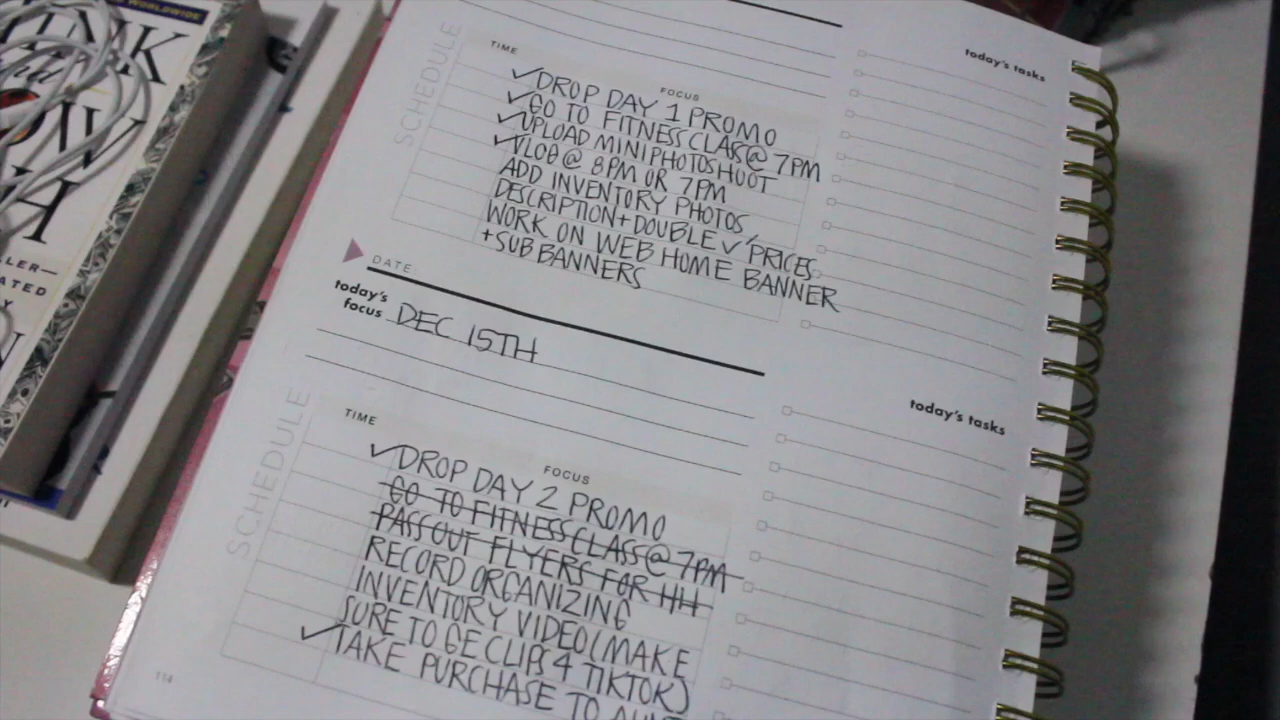 WORLDWIDE
TIME
FOCUS
today's tasks
SCHEDULE
✓DROP DAY 1 PROMO
✓GO TO FITNESS CLASS@ 7PM
✓UPLOAD MINI PHOTOSHOOT
✓VLOG @ 8PM OR 7PM
ADD INVENTORY PHOTOS,
DESCRIPTION+DOUBLE ✓ PRICES
WORK ON WEB HOME BANNER
+SUB BANNERS
DATE
today's
focus DEC 15TH
today's tasks
TIME
FOCUS
SCHEDULE
✓DROP DAY 2 PROMO
GO TO FITNESS CLASS@ 7PM
PASS OUT FLYERS FOR HH
RECORD ORGANIZING
INVENTORY VIDEO(MAKE
SURE TO GE CLIPS 4 TIKTOK)
✓TAKE PURCHASE TO
114